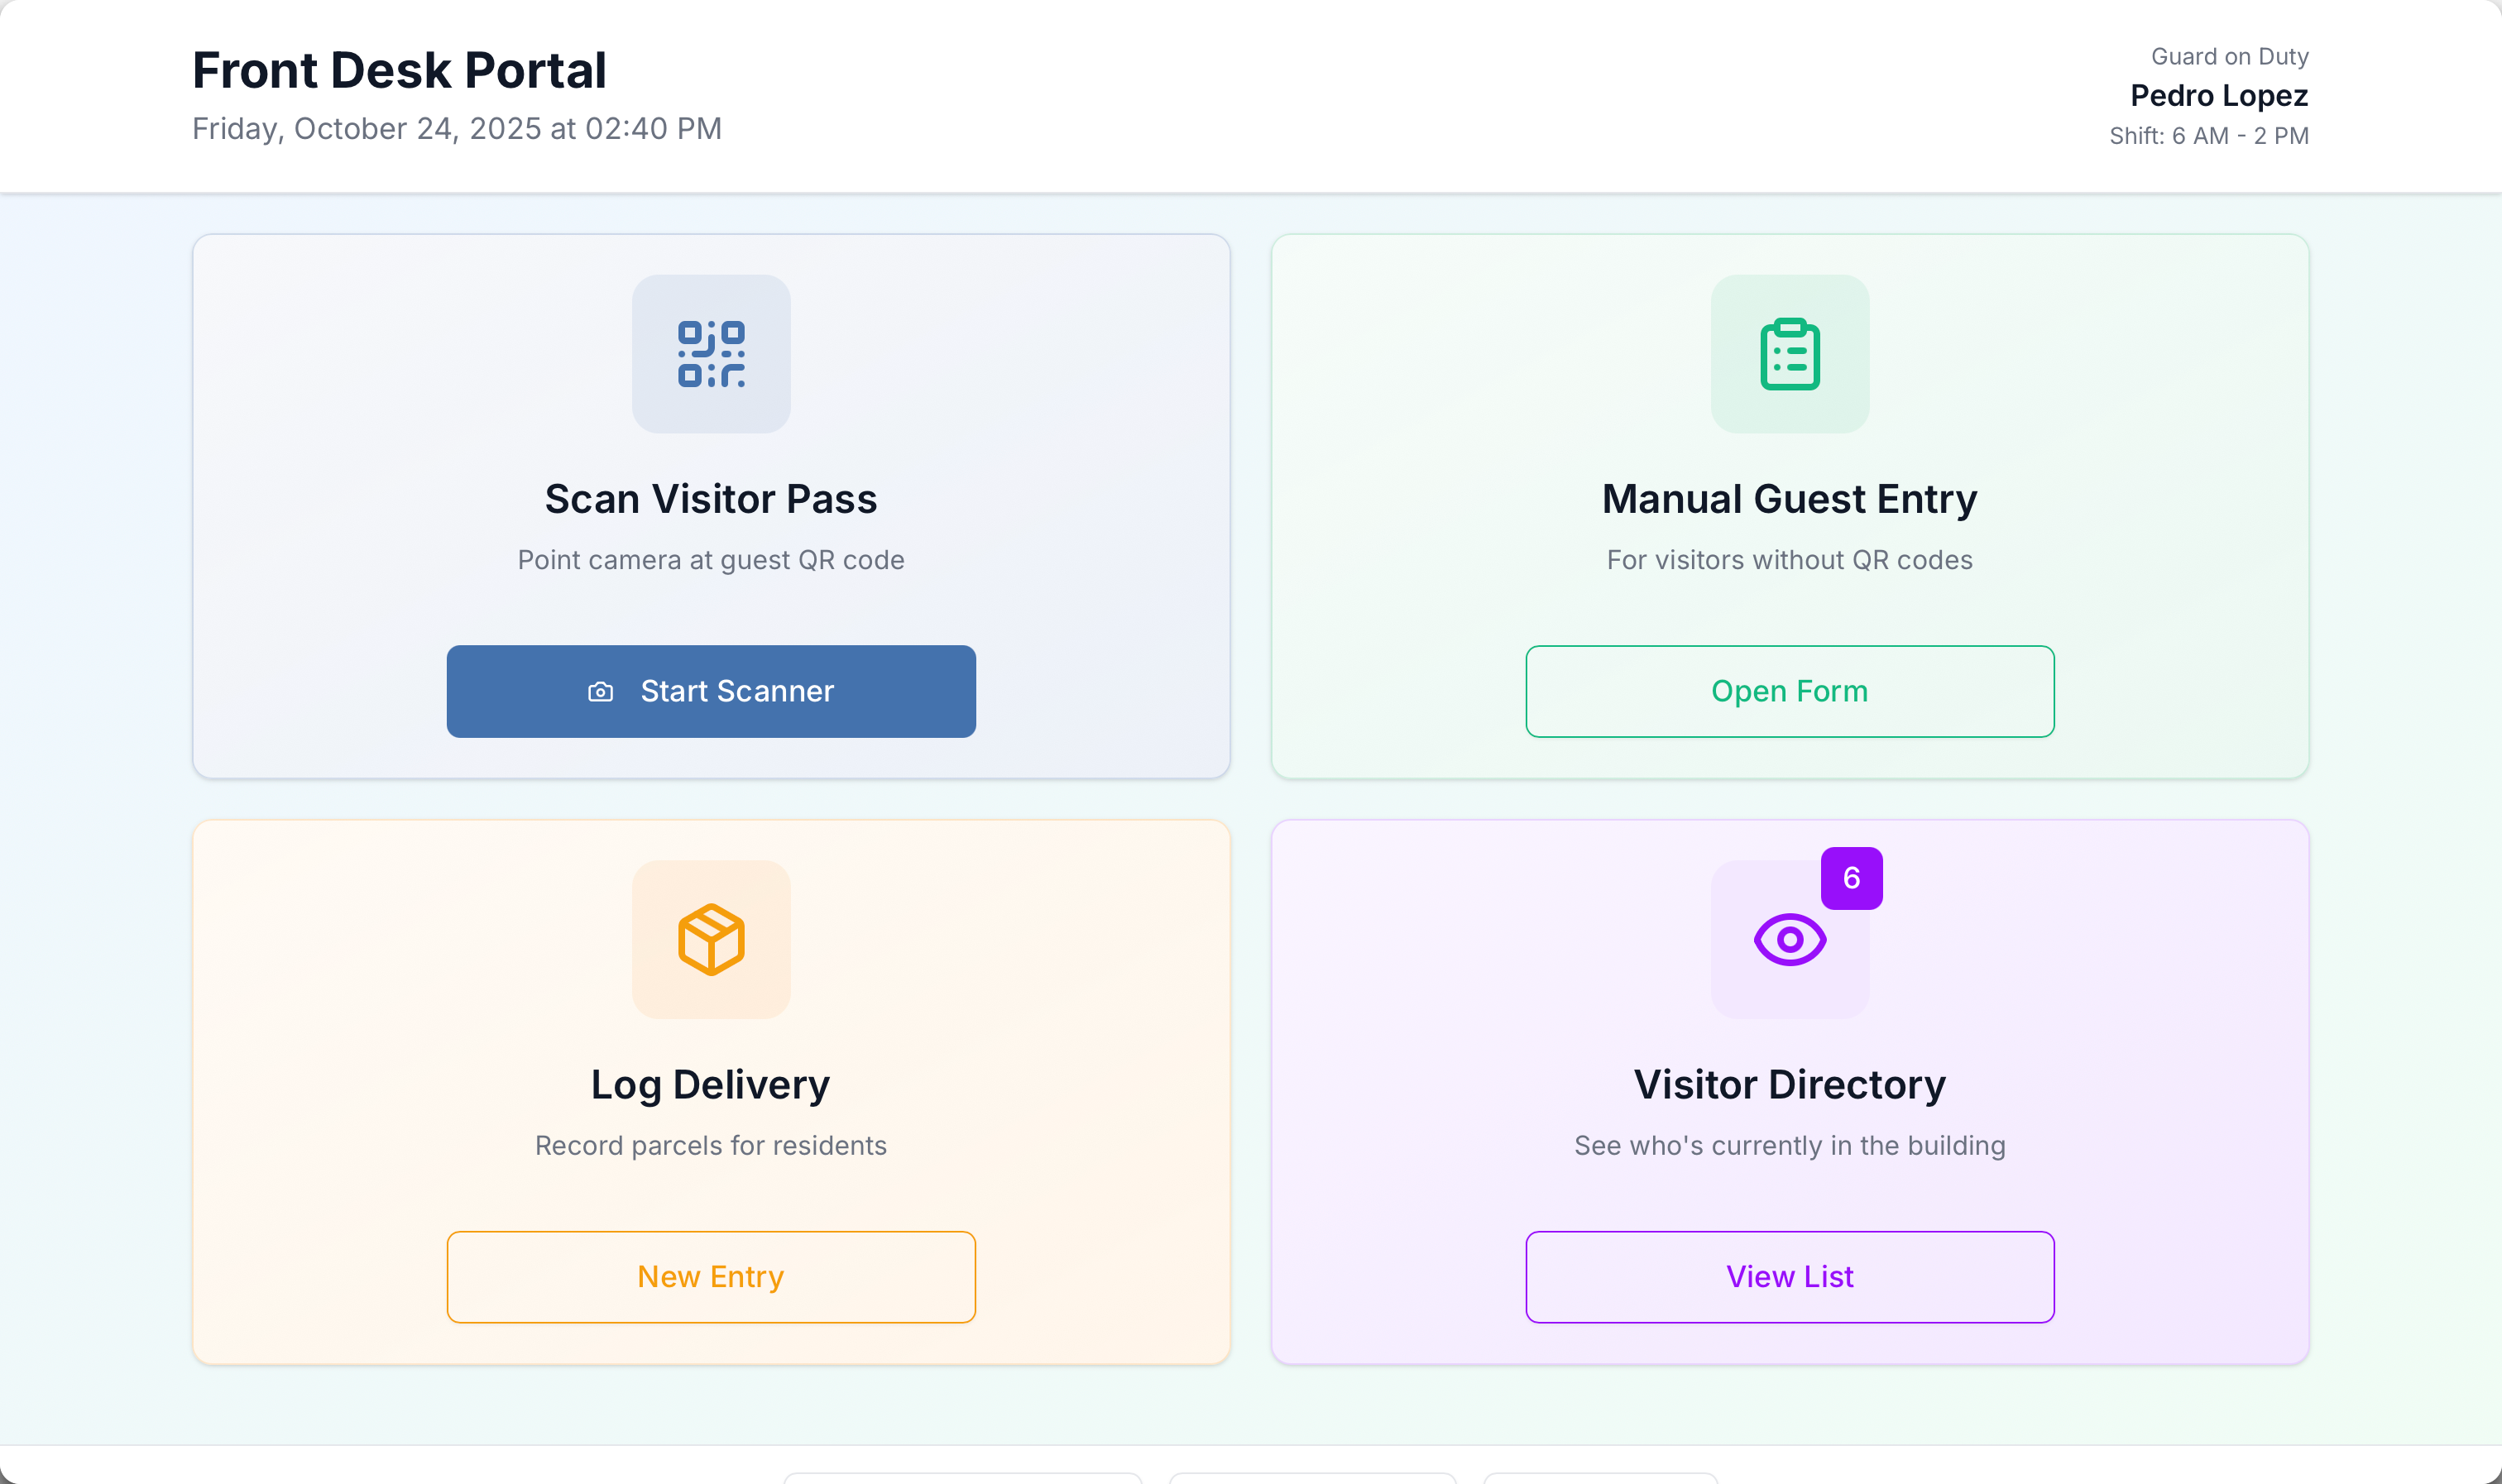 Front Desk Portal
Friday, October 24, 2025 at 02:40 PM
Guard on Duty
Pedro Lopez
Shift: 6 AM - 2 PM
Scan Visitor Pass
Point camera at guest QR code
Start Scanner
Manual Guest Entry
For visitors without QR codes
Open Form
Log Delivery
Record parcels for residents
New Entry
6
Visitor Directory
See who's currently in the building
View List